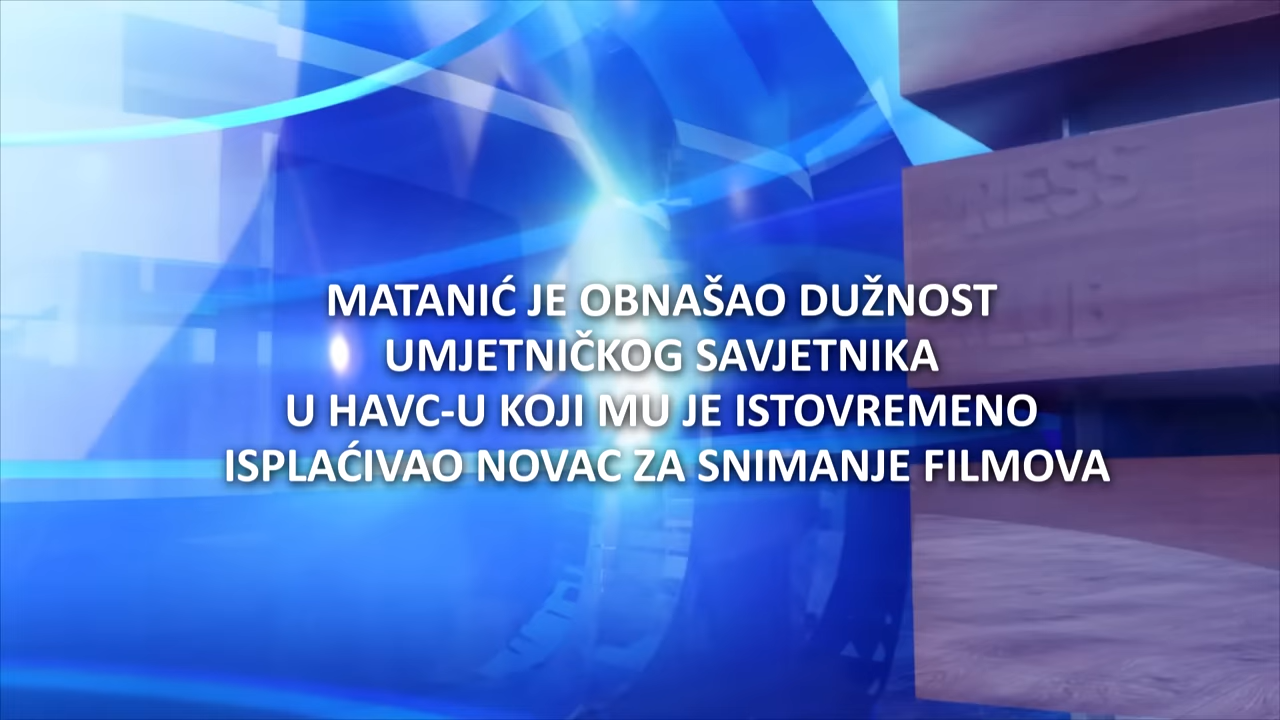 MATANIĆ JE OBNAŠAO DUŽNOST
UMJETNIČKOG SAVJETNIKA
U HAVC-U KOJI MU JE ISTOVREMENO
ISPLAĆIVAO NOVAC ZA SNIMANJE FILMOVA